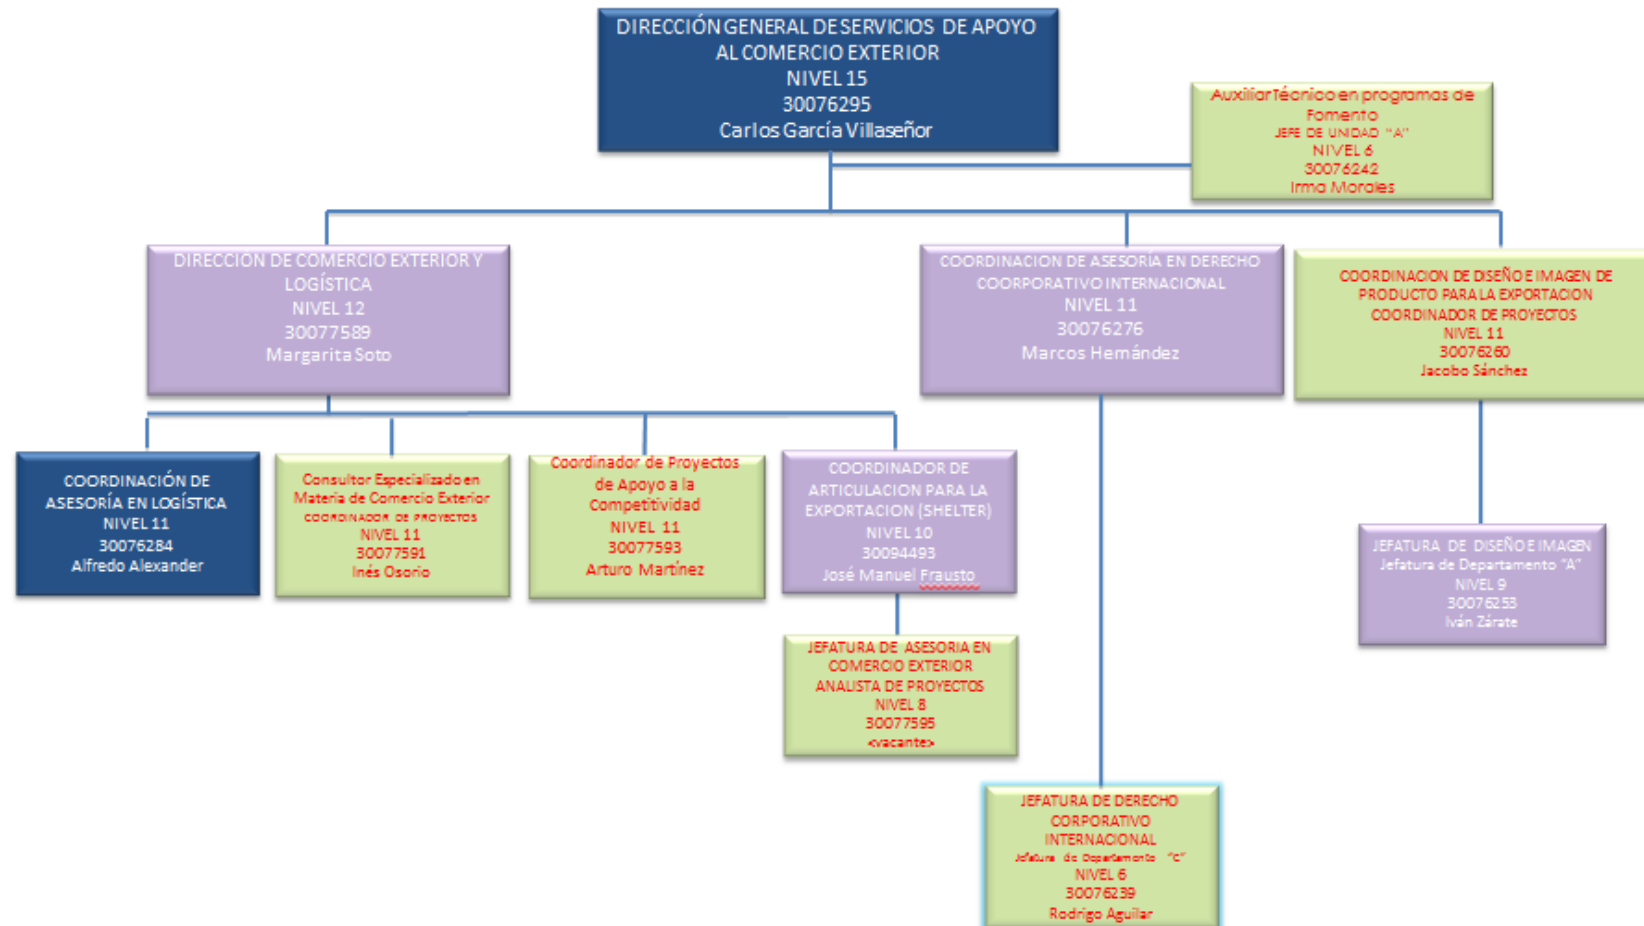 DIRECCIÓN GENERAL DE SERVICIOS DE APOYO
AL COMERCIO EXTERIOR
NIVEL 15
30076295
Carlos García Villaseñor
Auxiliar Técnico en programas de
Fomento
JEFE DE UNIDAD "A"
NIVEL 6
30076242
Irma Morales
DIRECCIÓN DE COMERCIO EXTERIOR Y
LOGÍSTICA
NIVEL 12
30077589
Margarita Soto
COORDINACION DE ASESORÍA EN DERECHO
COORPORATIVO INTERNACIONAL
NIVEL 11
30076276
Marcos Hernández
COORDINACION DE DISEÑO E IMAGEN DE
PRODUCTO PARA LA EXPORTACION
COORDINADOR DE PROYECTOS
NIVEL 11
30076260
Jacobo Sánchez
COORDINACIÓN DE
ASESORÍA EN LOGÍSTICA
NIVEL 11
30076284
Alfredo Alexander
Consultor Especializado en
Materia de Comercio Exterior
COORDINADOR DE PROYECTOS
NIVEL 11
30077591
Inés Osorio
Coordinador de Proyectos
de Apoyo a la
Competitividad
NIVEL 11
30077593
Arturo Martínez
COORDINADOR DE
ARTICULACION PARA LA
EXPORTACION (SHELTER)
NIVEL 10
30094493
José Manuel Frausto
JEFATURA DE DISEÑO E IMAGEN
Jefatura de Departamento "A"
NIVEL 9
30076253
Iván Zárate
JEFATURA DE ASESORIA EN
COMERCIO EXTERIOR
ANALISTA DE PROYECTOS
NIVEL 8
30077595
<vacante>
JEFATURA DE DERECHO
CORPORATIVO
INTERNACIONAL
Jefatura de Departamento "C"
NIVEL 6
30076239
Rodrigo Aguilar